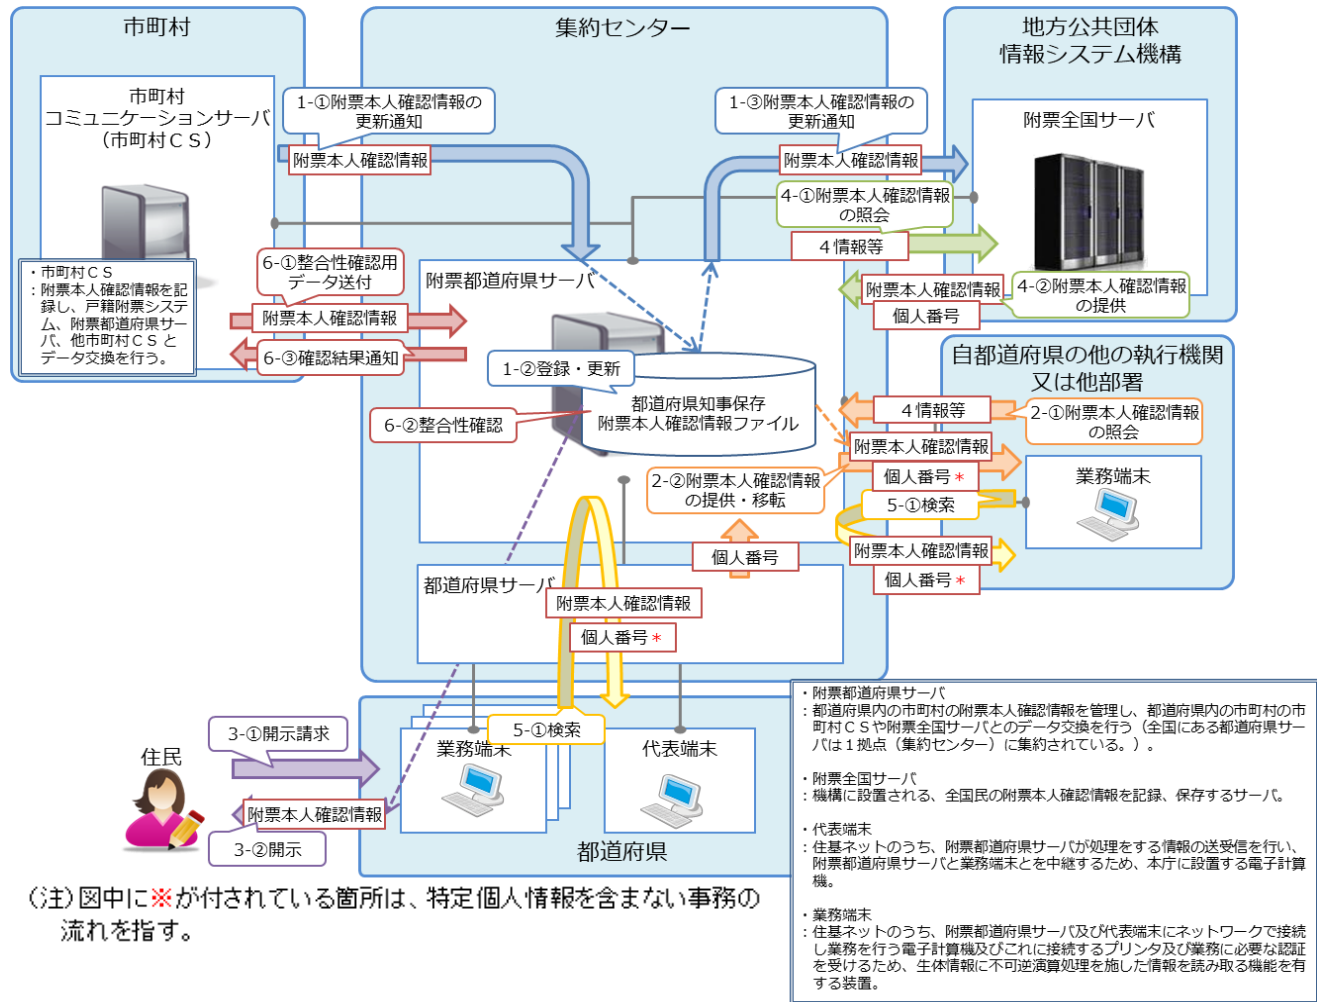 市町村
集約センター
地方公共団体
情報システム機構
市町村
コミュニケーションサーバ
（市町村ＣＳ）
1-①附票本人確認情報の
更新通知
附票本人確認情報
1-③附票本人確認情報の
更新通知
附票本人確認情報
附票全国サーバ
4-①附票本人確認情報
の照会
４情報等
附票本人確認情報
個人番号
4-②附票本人確認情報
の提供
・市町村ＣＳ
：附票本人確認情報を記
録し、戸籍附票システ
ム、附票都道府県サー
バ、他市町村ＣＳと
データ交換を行う。
6-①整合性確認用
データ送付
附票本人確認情報
6-③確認結果通知
附票都道府県サーバ
1-②登録・更新
6-②整合性確認
都道府県知事保存
附票本人確認情報ファイル
自都道府県の他の執行機関
又は他部署
４情報等
2-①附票本人確認情報
の照会
附票本人確認情報
個人番号＊
2-②附票本人確認情報
の提供・移転
業務端末
5-①検索
附票本人確認情報
個人番号＊
個人番号
都道府県サーバ
附票本人確認情報
個人番号＊
5-①検索
業務端末
代表端末
都道府県
住民
3-①開示請求
附票本人確認情報
3-②開示
（注）図中に※が付されている箇所は、特定個人情報を含まない事務の
流れを指す。
・附票都道府県サーバ
：都道府県内の市町村の附票本人確認情報を管理し、都道府県内の市町村の市
町村ＣＳや附票全国サーバとのデータ交換を行う（全国にある都道府県サー
バは１拠点（集約センター）に集約されている。）。
・附票全国サーバ
：機構に設置される、全国民の附票本人確認情報を記録、保存するサーバ。
・代表端末
：住基ネットのうち、附票都道府県サーバが処理をする情報の送受信を行い、
附票都道府県サーバと業務端末とを中継するため、本庁に設置する電子計算
機。
・業務端末
：住基ネットのうち、附票都道府県サーバ及び代表端末にネットワークで接続
し業務を行う電子計算機及びこれに接続するプリンタ及び業務に必要な認証
を受けるため、生体情報に不可逆演算処理を施した情報を読み取る機能を有
する装置。